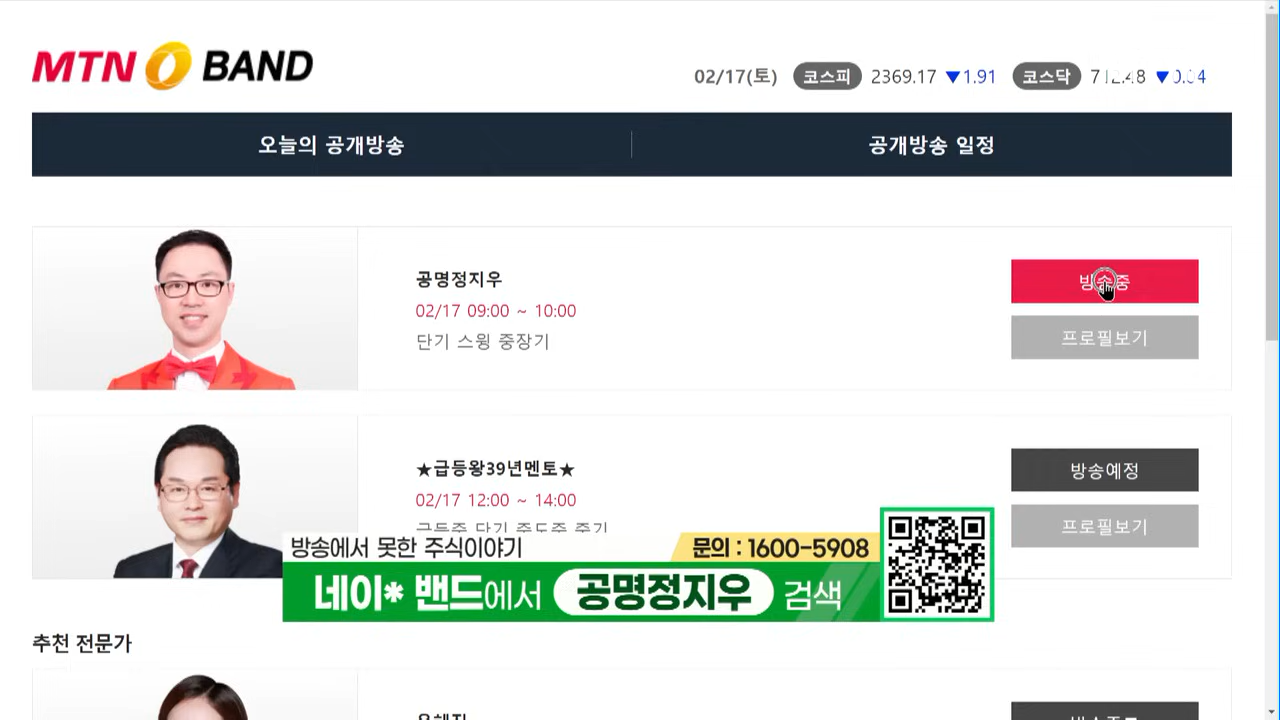 MTN BAND
02/17(토) 코스피 2369.17 ▼1.91 코스닥
오늘의 공개방송
공개방송 일정
공명정지우
02/17 09:00 ~ 10:00
단기 스윙 중장기
방송중
프로필보기
★급등왕39년멘토★
02/17 12:00 ~ 14:00
방송예정
프로필보기
방송에서 못한 주식이야기
문의 : 1600-5908
네이* 밴드에서 공명정지우 검색
추천 전문가